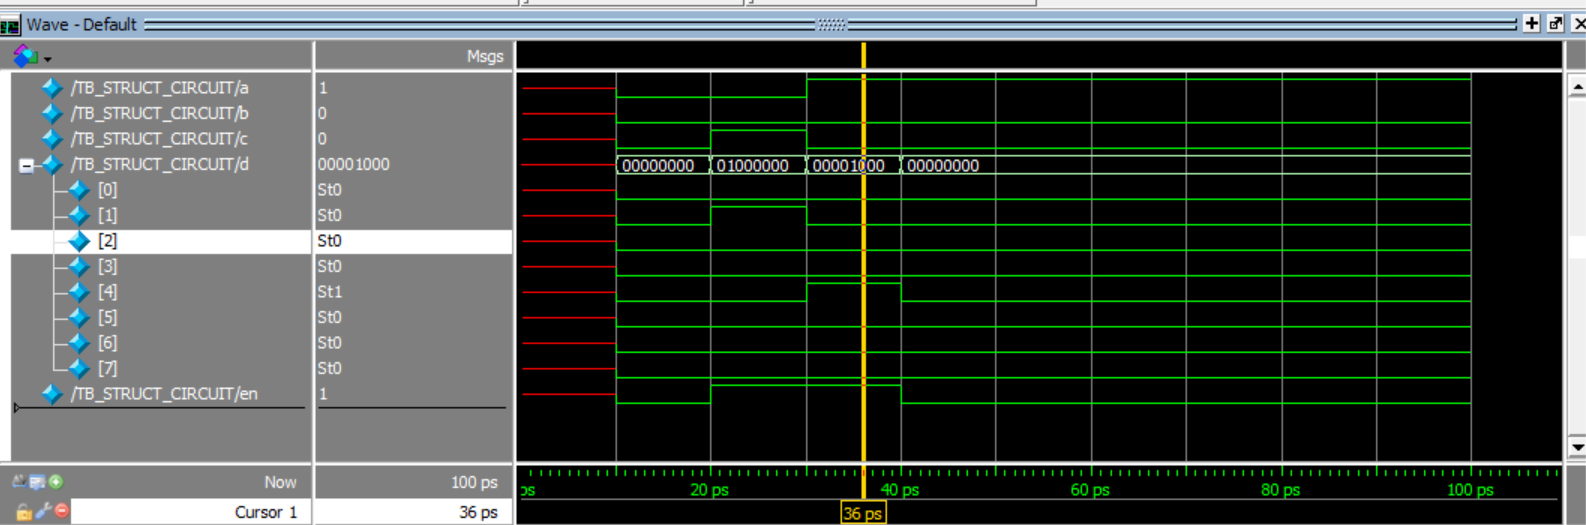 Wave - Default
Msgs
/TB_STRUCT_CIRCUIT/a 1
/TB_STRUCT_CIRCUIT/b 0
/TB_STRUCT_CIRCUIT/c 0
/TB_STRUCT_CIRCUIT/d 00001000 00000000 01000000 00001000 00000000
[0] St0
[1] St0
[2] St0
[3] St0
[4] St1
[5] St0
[6] St0
[7] St0
/TB_STRUCT_CIRCUIT/en 1
Now 100 ps ps 20 ps 40 ps 60 ps 80 ps 100 ps
Cursor 1 36 ps 36 ps